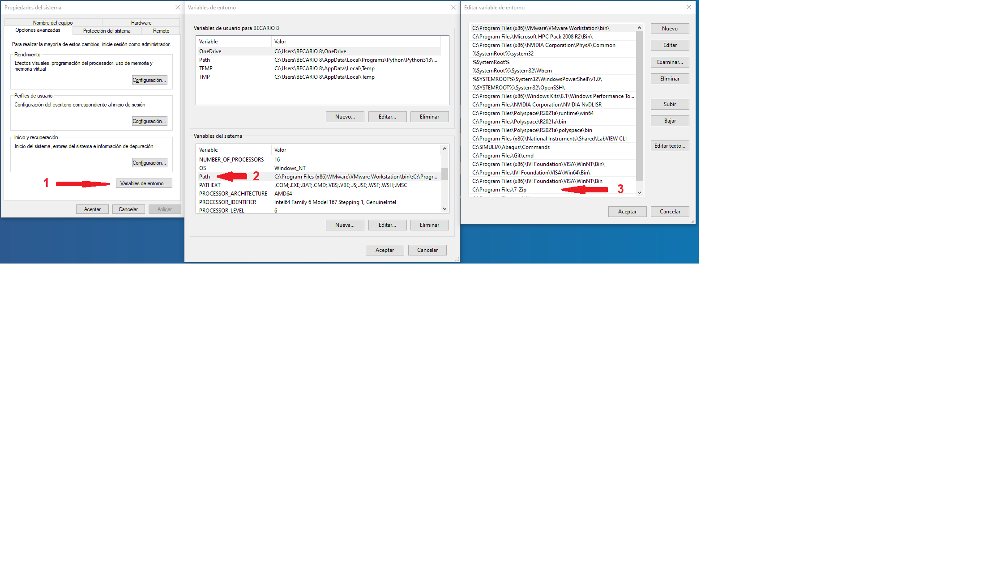 Propiedades del sistema
Nombre del equipo
Hardware
Opciones avanzadas
Protección del sistema
Remoto
Para realizar la mayoría de estos cambios, inicie sesión como administrador.
Rendimiento
Efectos visuales, programación del procesador, uso de memoria y
memoria virtual
Configuración...
Perfiles de usuario
Configuración del escritorio correspondiente al inicio de sesión
Configuración...
Inicio y recuperación
Inicio del sistema, errores del sistema e información de depuración
Configuración...
1
Variables de entorno...
Aceptar
Cancelar
Aplicar
Variables de entorno
Variables de usuario para BECARIO 8
Variable Valor
OneDrive C:\Users\BECARIO 8\OneDrive
Path C:\Users\BECARIO 8\AppData\Local\Programs\Python\Python313\...
TEMP C:\Users\BECARIO 8\AppData\Local\Temp
TMP C:\Users\BECARIO 8\AppData\Local\Temp
Nuevo...
Editar...
Eliminar
Variables del sistema
Variable Valor
NUMBER_OF_PROCESSORS 16
OS Windows_NT
Path 2 C:\Program Files (x86)\VMware\VMware Workstation\bin\;C:\Progr...
PATHEXT .COM;.EXE;.BAT;.CMD;.VBS;.VBE;.JS;.JSE;.WSF;.WSH;.MSC
PROCESSOR_ARCHITECTURE AMD64
PROCESSOR_IDENTIFIER Intel64 Family 6 Model 167 Stepping 1, GenuineIntel
PROCESSOR_LEVEL 6
Nueva...
Editar...
Eliminar
Aceptar
Cancelar
Editar variable de entorno
C:\Program Files (x86)\VMware\VMware Workstation\bin\
C:\Program Files\Microsoft HPC Pack 2008 R2\Bin\
C:\Program Files (x86)\NVIDIA Corporation\PhysX\Common
%SystemRoot%\system32
%SystemRoot%
%SystemRoot%\System32\Wbem
%SYSTEMROOT%\System32\WindowsPowerShell\v1.0\
%SYSTEMROOT%\System32\OpenSSH\
C:\Program Files (x86)\Windows Kits\8.1\Windows Performance To...
C:\Program Files\NVIDIA Corporation\NVIDIA NvDLISR
C:\Program Files\Polyspace\R2021a\runtime\win64
C:\Program Files\Polyspace\R2021a\bin
C:\Program Files\Polyspace\R2021a\polyspace\bin
C:\Program Files (x86)\National Instruments\Shared\LabVIEW CLI
C:\SIMULIA\Abaqus\Commands
C:\Program Files\Git\cmd
C:\Program Files (x86)\IVI Foundation\VISA\WinNT\Bin\
C:\Program Files\IVI Foundation\VISA\Win64\Bin\
C:\Program Files (x86)\IVI Foundation\VISA\WinNT\Bin
C:\Program Files\7-Zip 3
Nuevo
Editar
Examinar...
Eliminar
Subir
Bajar
Editar texto...
Aceptar
Cancelar